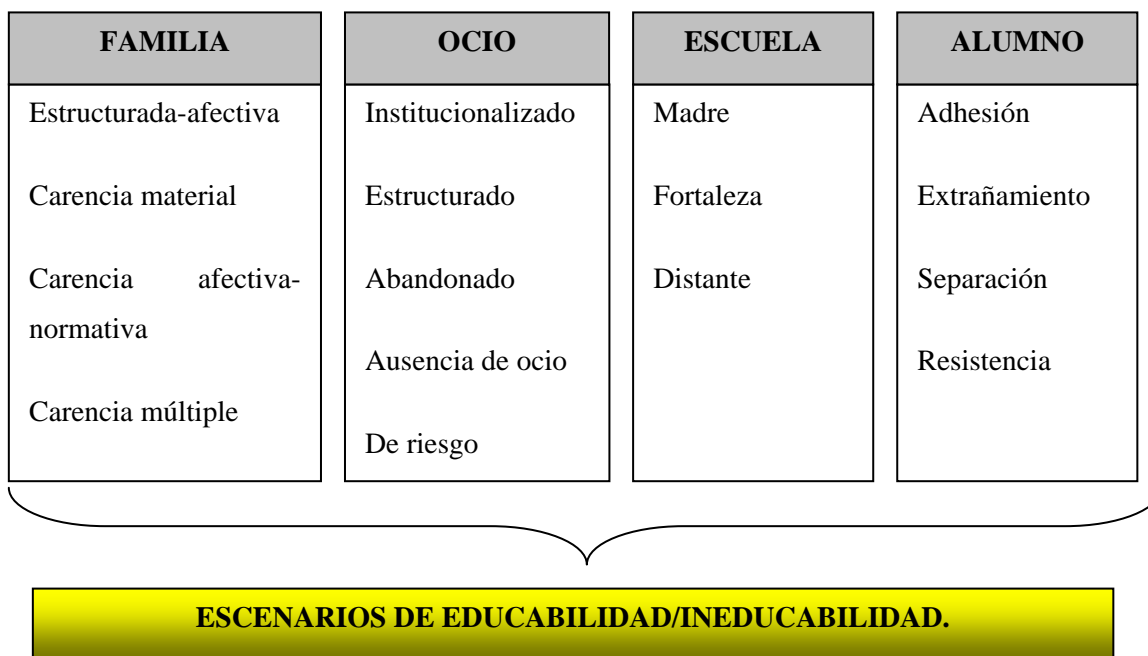 FAMILIA
Estructurada-afectiva
Carencia material
Carencia afectiva-
normativa
Carencia múltiple
OCIO
Institucionalizado
Estructurado
Abandonado
Ausencia de ocio
De riesgo
ESCUELA
Madre
Fortaleza
Distante
ALUMNO
Adhesión
Extrañamiento
Separación
Resistencia
ESCENARIOS DE EDUCABILIDAD/INEDUCABILIDAD.